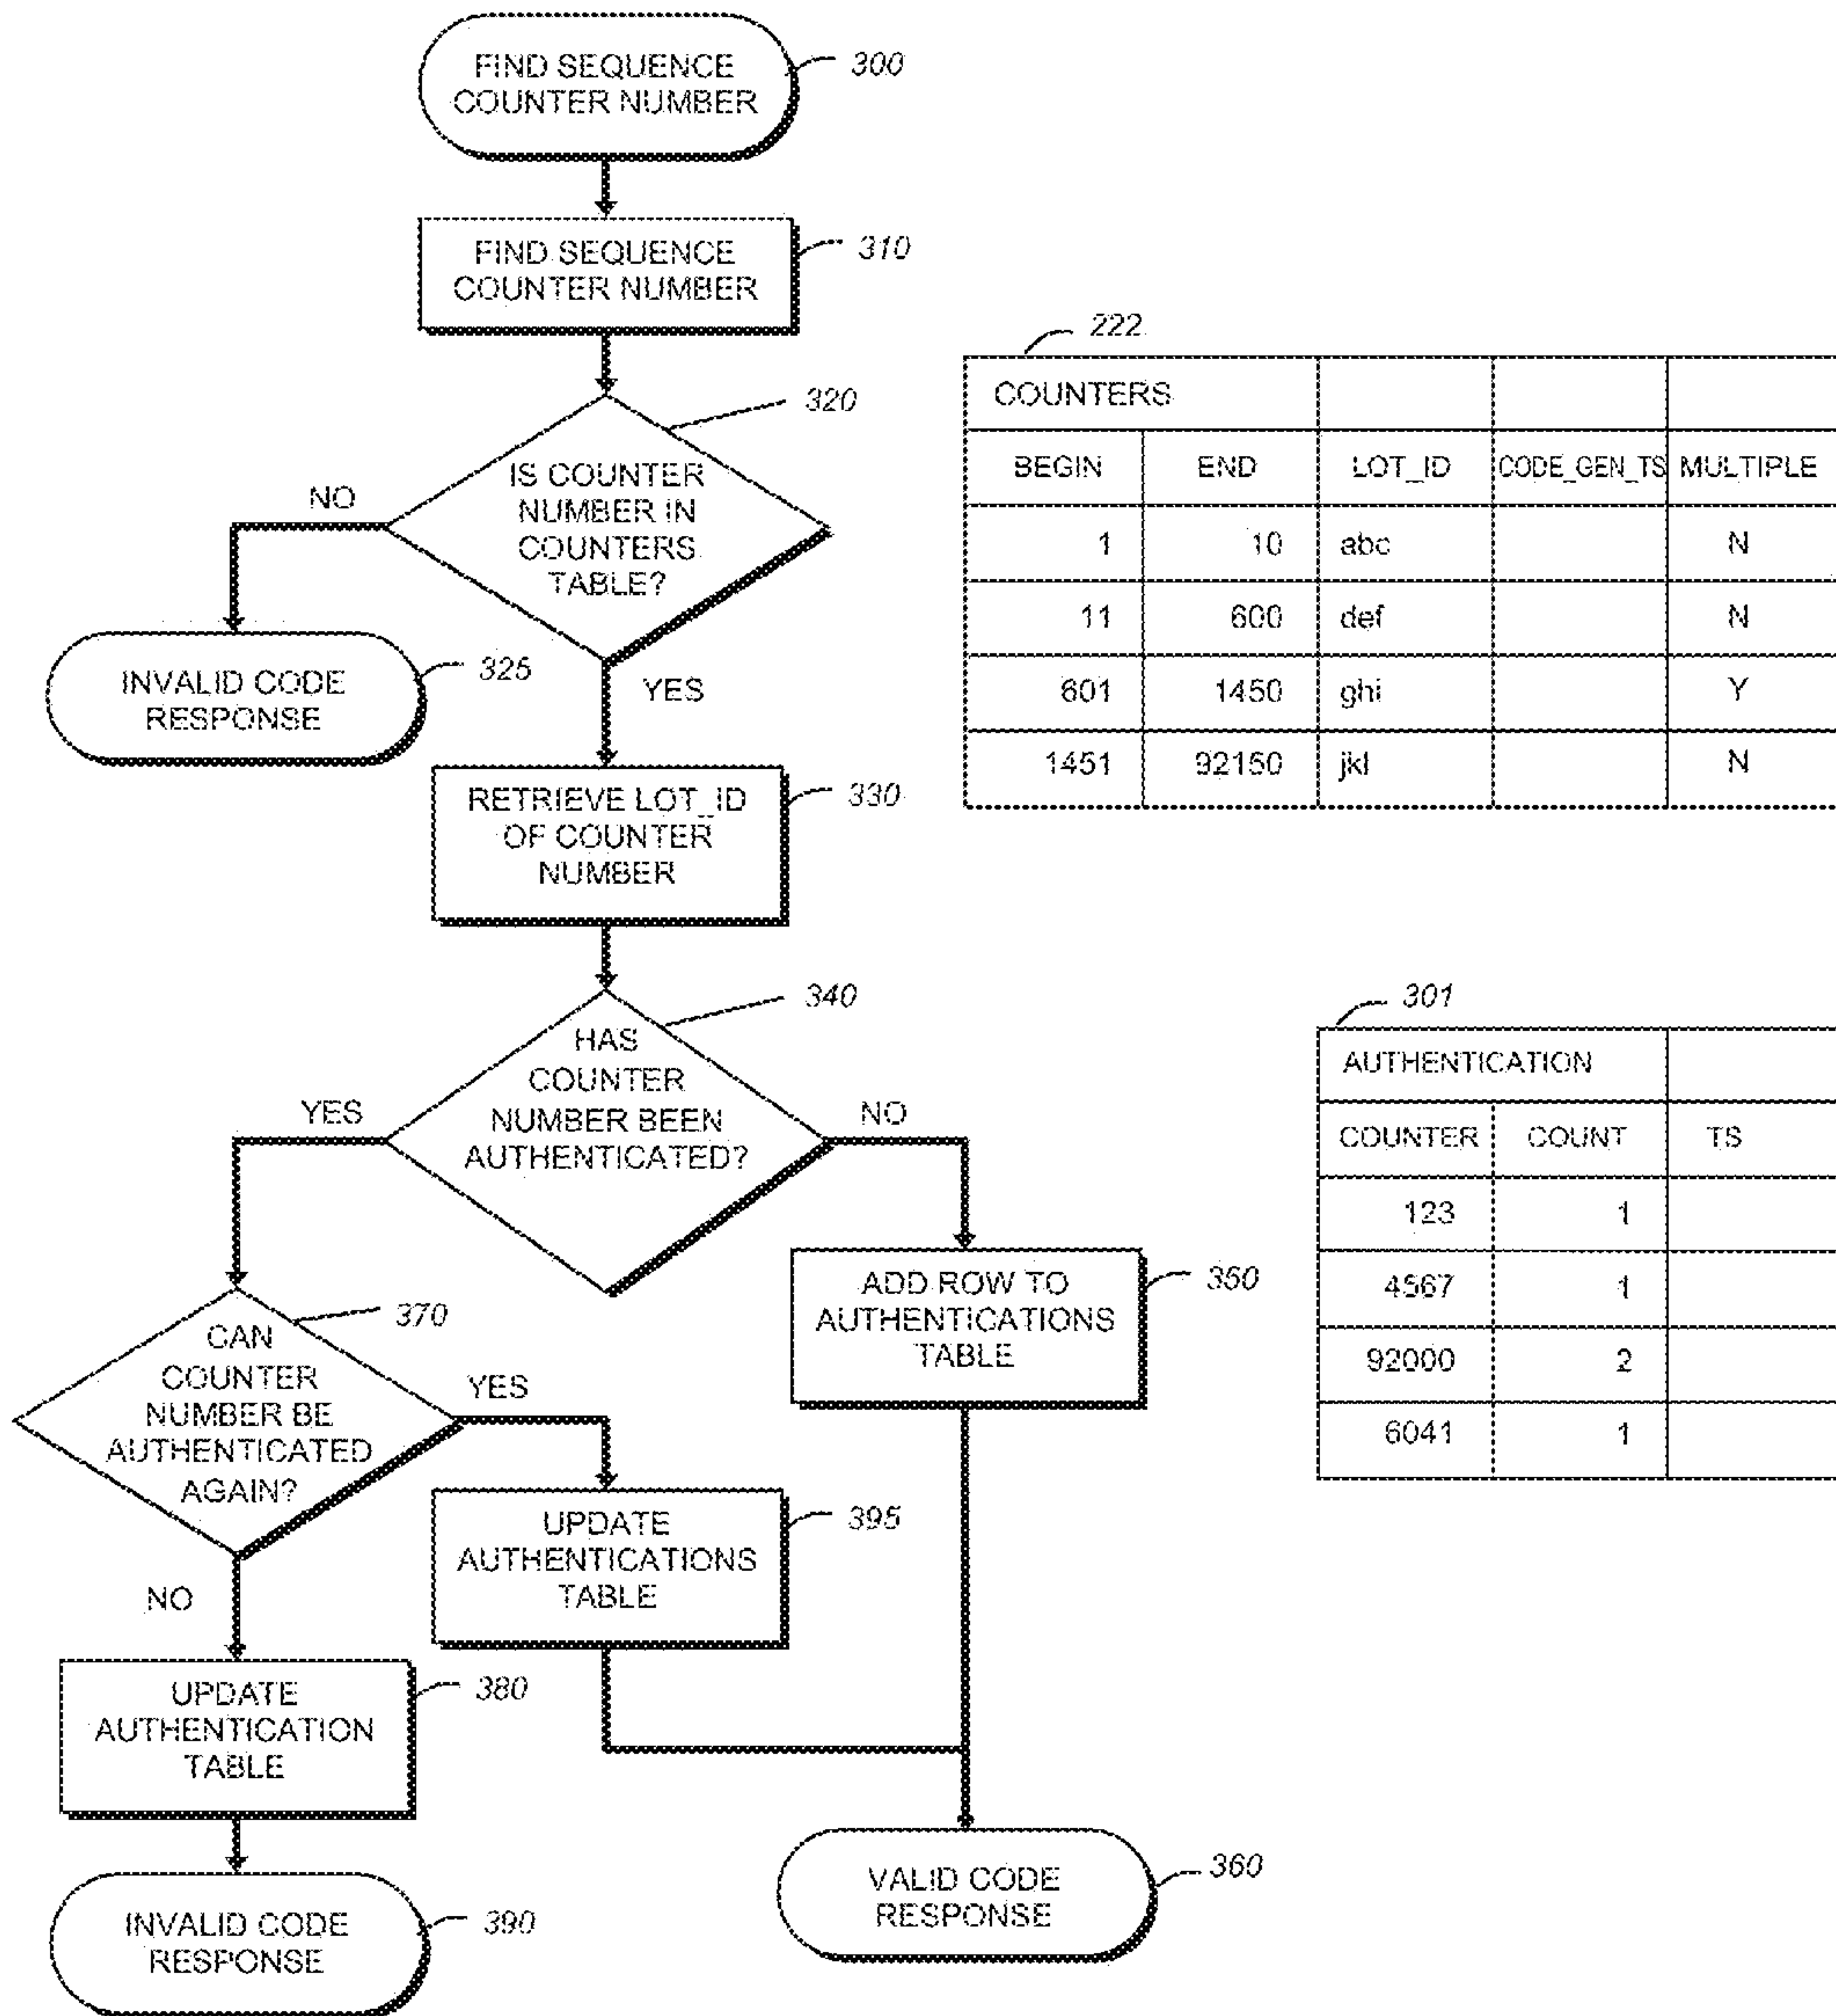 FIND SEQUENCE
COUNTER NUMBER
300
FIND SEQUENCE
COUNTER NUMBER
310
320
IS COUNTER
NUMBER IN
COUNTERS
TABLE?
NO
INVALID CODE
RESPONSE
325
YES
RETRIEVE LOT_ID
OF COUNTER
NUMBER
330
340
HAS
COUNTER
NUMBER BEEN
AUTHENTICATED?
YES
NO
ADD ROW TO
AUTHENTICATIONS
TABLE
350
370
CAN
COUNTER
NUMBER BE
AUTHENTICATED
AGAIN?
YES
UPDATE
AUTHENTICATIONS
TABLE
395
NO
UPDATE
AUTHENTICATION
TABLE
380
INVALID CODE
RESPONSE
390
VALID CODE
RESPONSE
360
222
COUNTERS
BEGIN END LOT_ID CODE_GEN_TS MULTIPLE
1 10 abc N
11 600 def N
601 1450 ghi Y
1451 92150 jkl N
301
AUTHENTICATION
COUNTER COUNT TS
123 1
4567 1
92000 2
6041 1